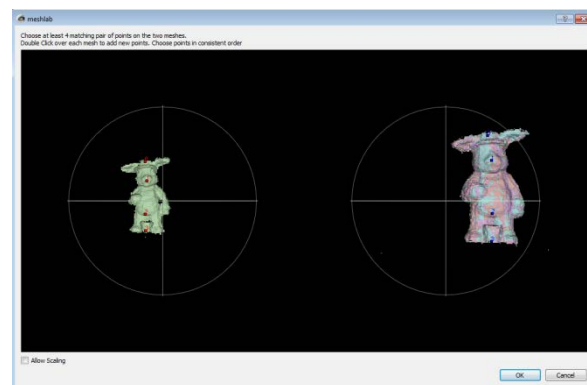 meshlab
Choose at least 4 matching pair of points on the two meshes.
Double Click over each mesh to add new points. Choose points in consistent order
Allow Scaling
OK Cancel